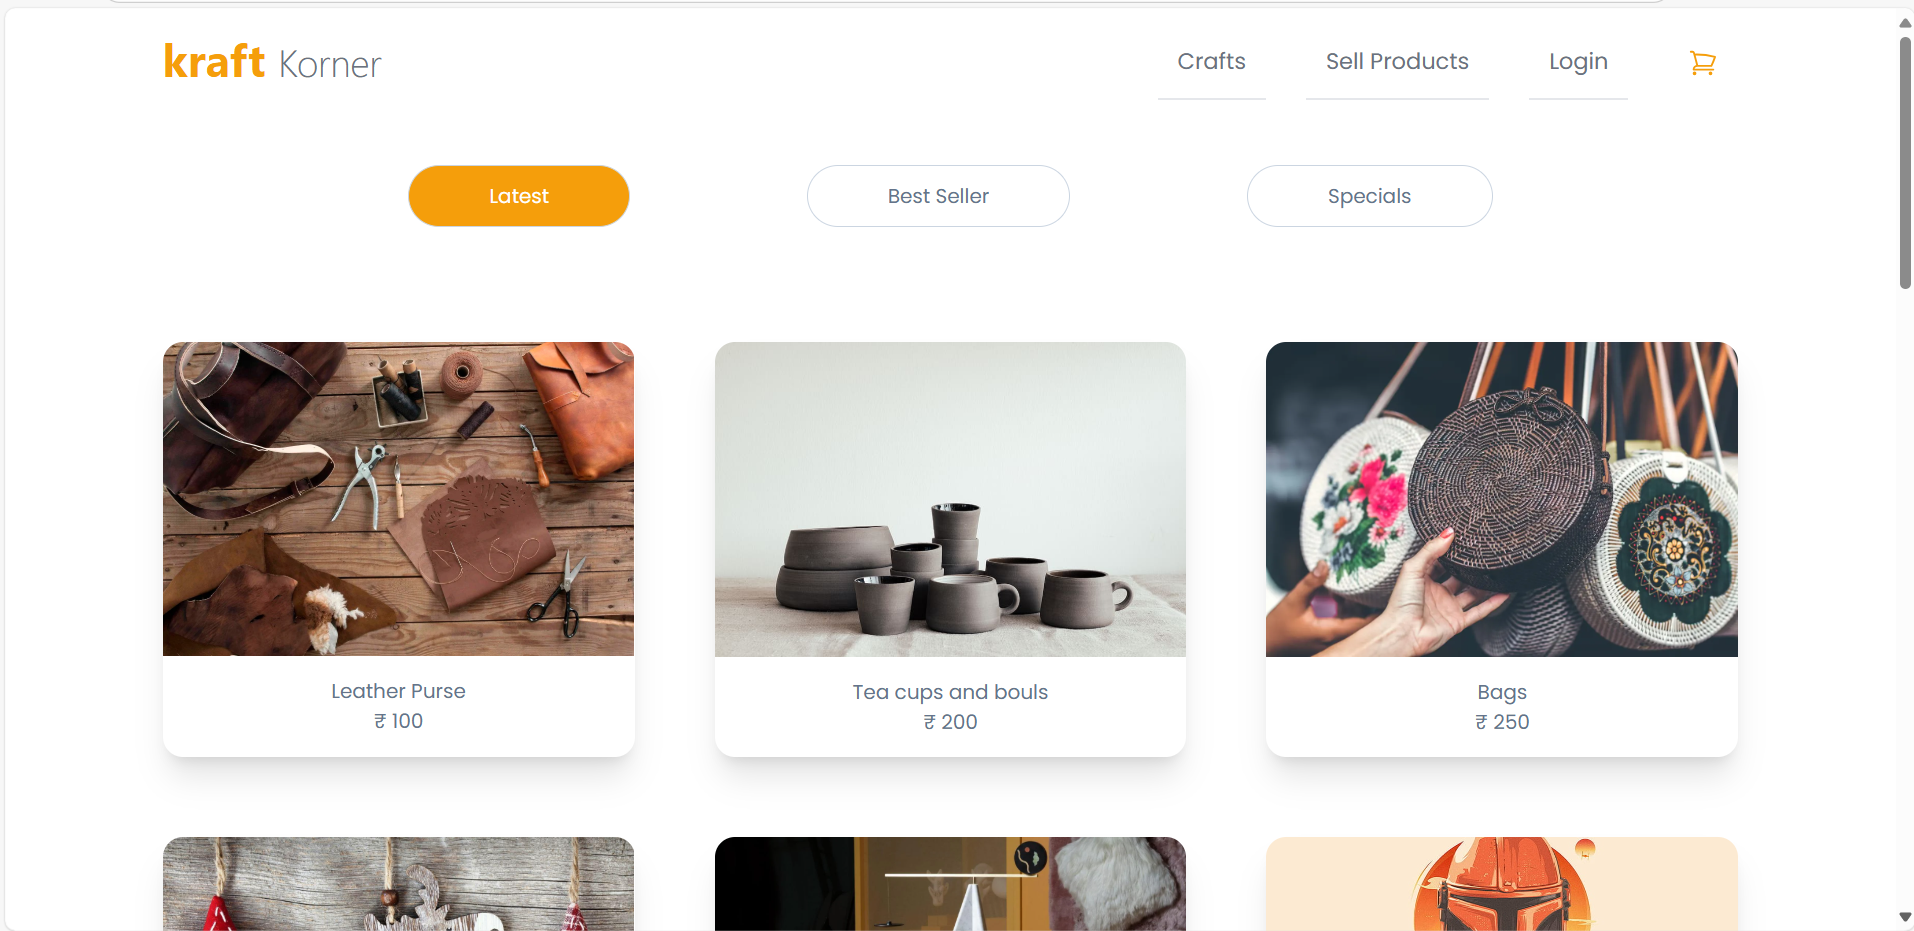 kraft Korner
Crafts
Sell Products
Login
Latest
Best Seller
Specials
Leather Purse
₹ 100
Tea cups and bouls
₹ 200
Bags
₹ 250